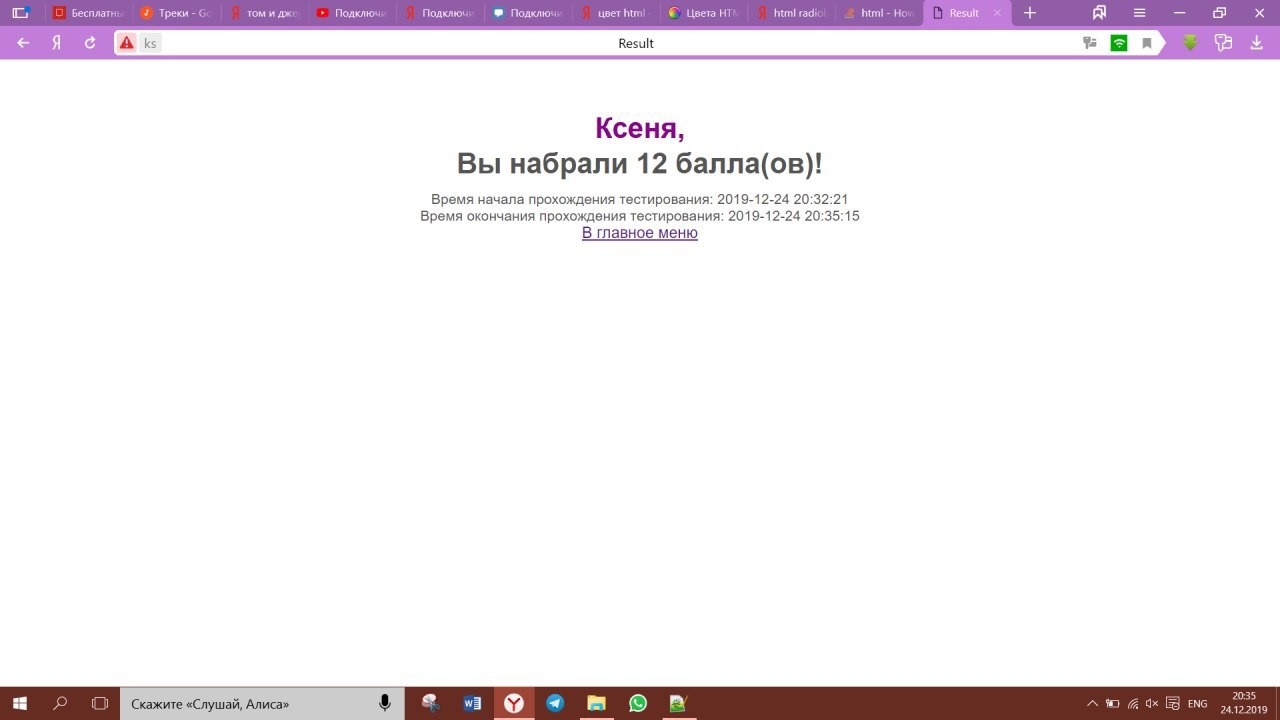 Бесплатны
Треки - Go
том и джер
Подключи
Подключи
Подключи
цвет html -
Цвета HTM
html radiol
html - How
Result
Я
ks
Result
Ксеня,
Вы набрали 12 балла(ов)!
Время начала прохождения тестирования: 2019-12-24 20:32:21
Время окончания прохождения тестирования: 2019-12-24 20:35:15
В главное меню
Скажите «Слушай, Алиса»
ENG
20:35
24.12.2019